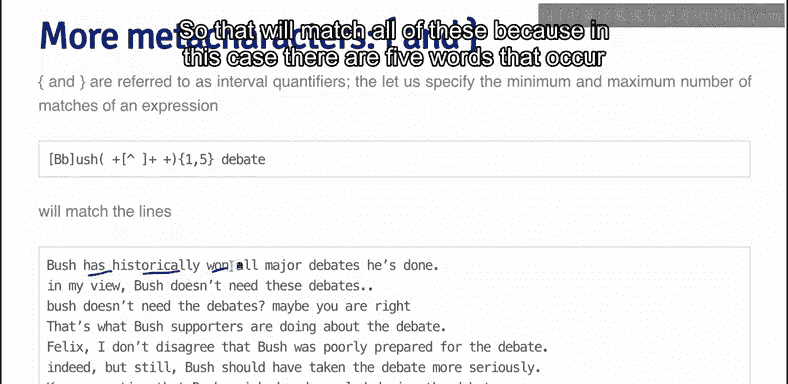 More metacharacters: { and }
So that will match all of these because in
this case there are five words that occur
{ and } are referred to as interval quantifiers; the let us specify the minimum and maximum number of
matches of an expression
[Bb]ush( +[^ ]+ +){1,5} debate
will match the lines
Bush has historically won all major debates he's done.
in my view, Bush doesn't need these debates..
bush doesn't need the debates? maybe you are right
That's what Bush supporters are doing about the debate.
Felix, I don't disagree that Bush was poorly prepared for the debate.
indeed, but still, Bush should have taken the debate more seriously.